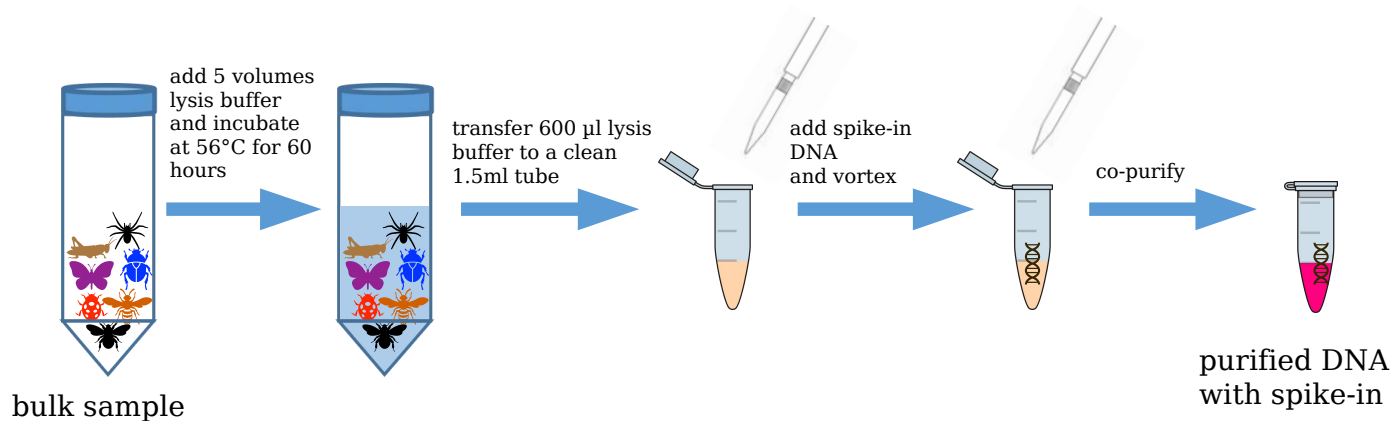 add 5 volumes
lysis buffer
and incubate
at 56°C for 60
hours
transfer 600 µl lysis
buffer to a clean
1.5ml tube
add spike-in
DNA
and vortex
co-purify
bulk sample
purified DNA
with spike-in